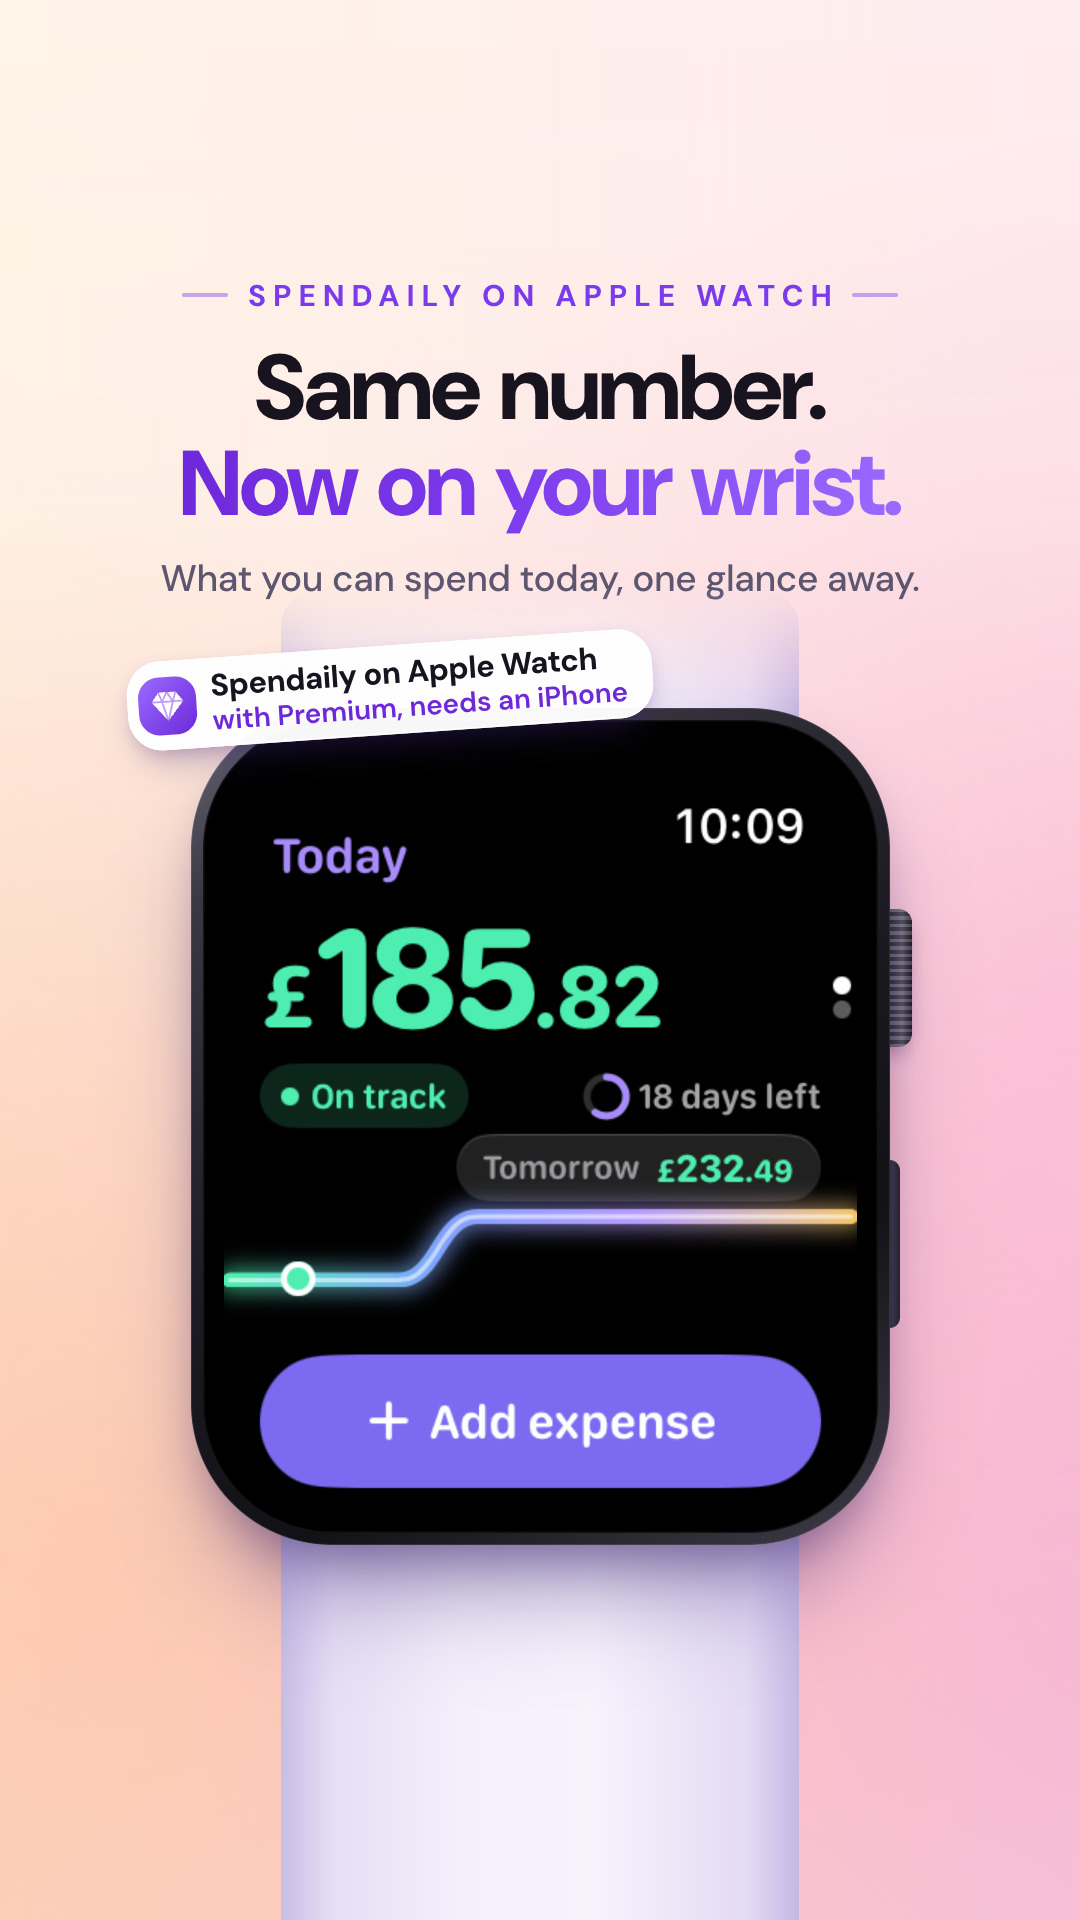 SPENDAILY ON APPLE WATCH
Same number.
Now on your wrist.
What you can spend today, one glance away.
Spendaily on Apple Watch
with Premium, needs an iPhone
10:09
Today
£185.82
On track
18 days left
Tomorrow £232.49
+ Add expense